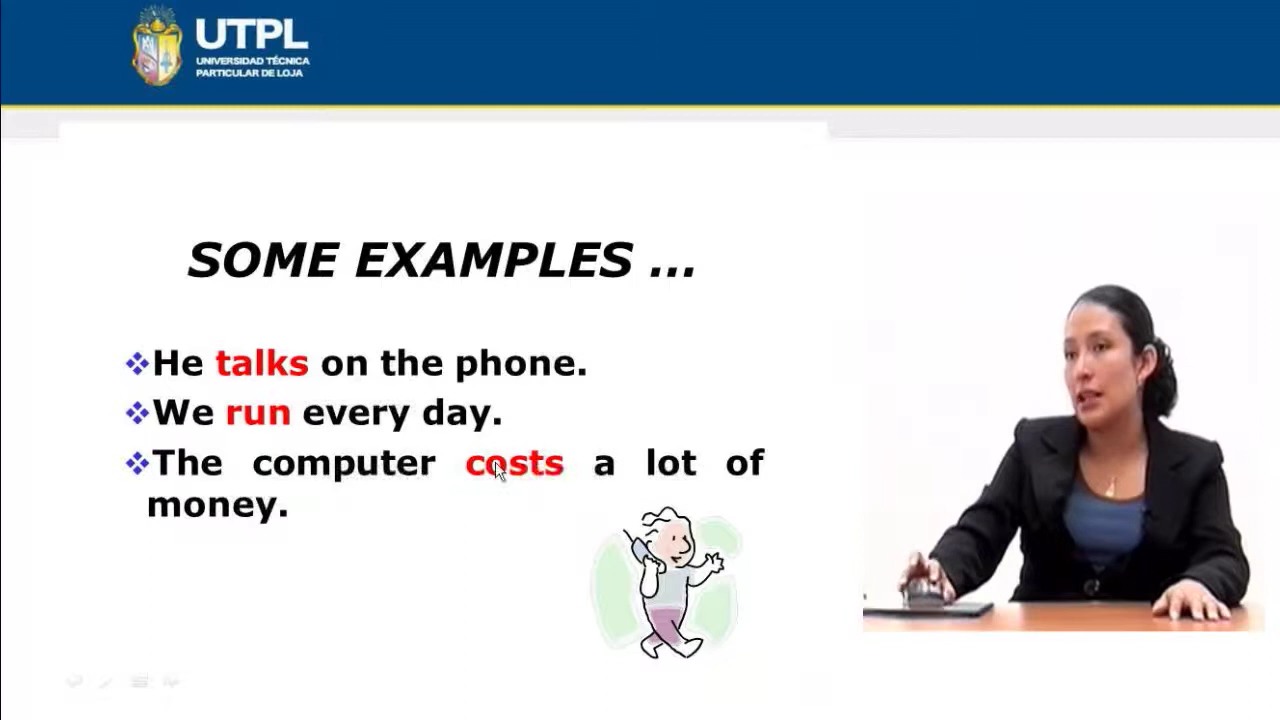 UTPL
UNIVERSIDAD TÉCNICA
PARTICULAR DE LOJA
SOME EXAMPLES ...
He talks on the phone.
We run every day.
The computer costs a lot of
money.